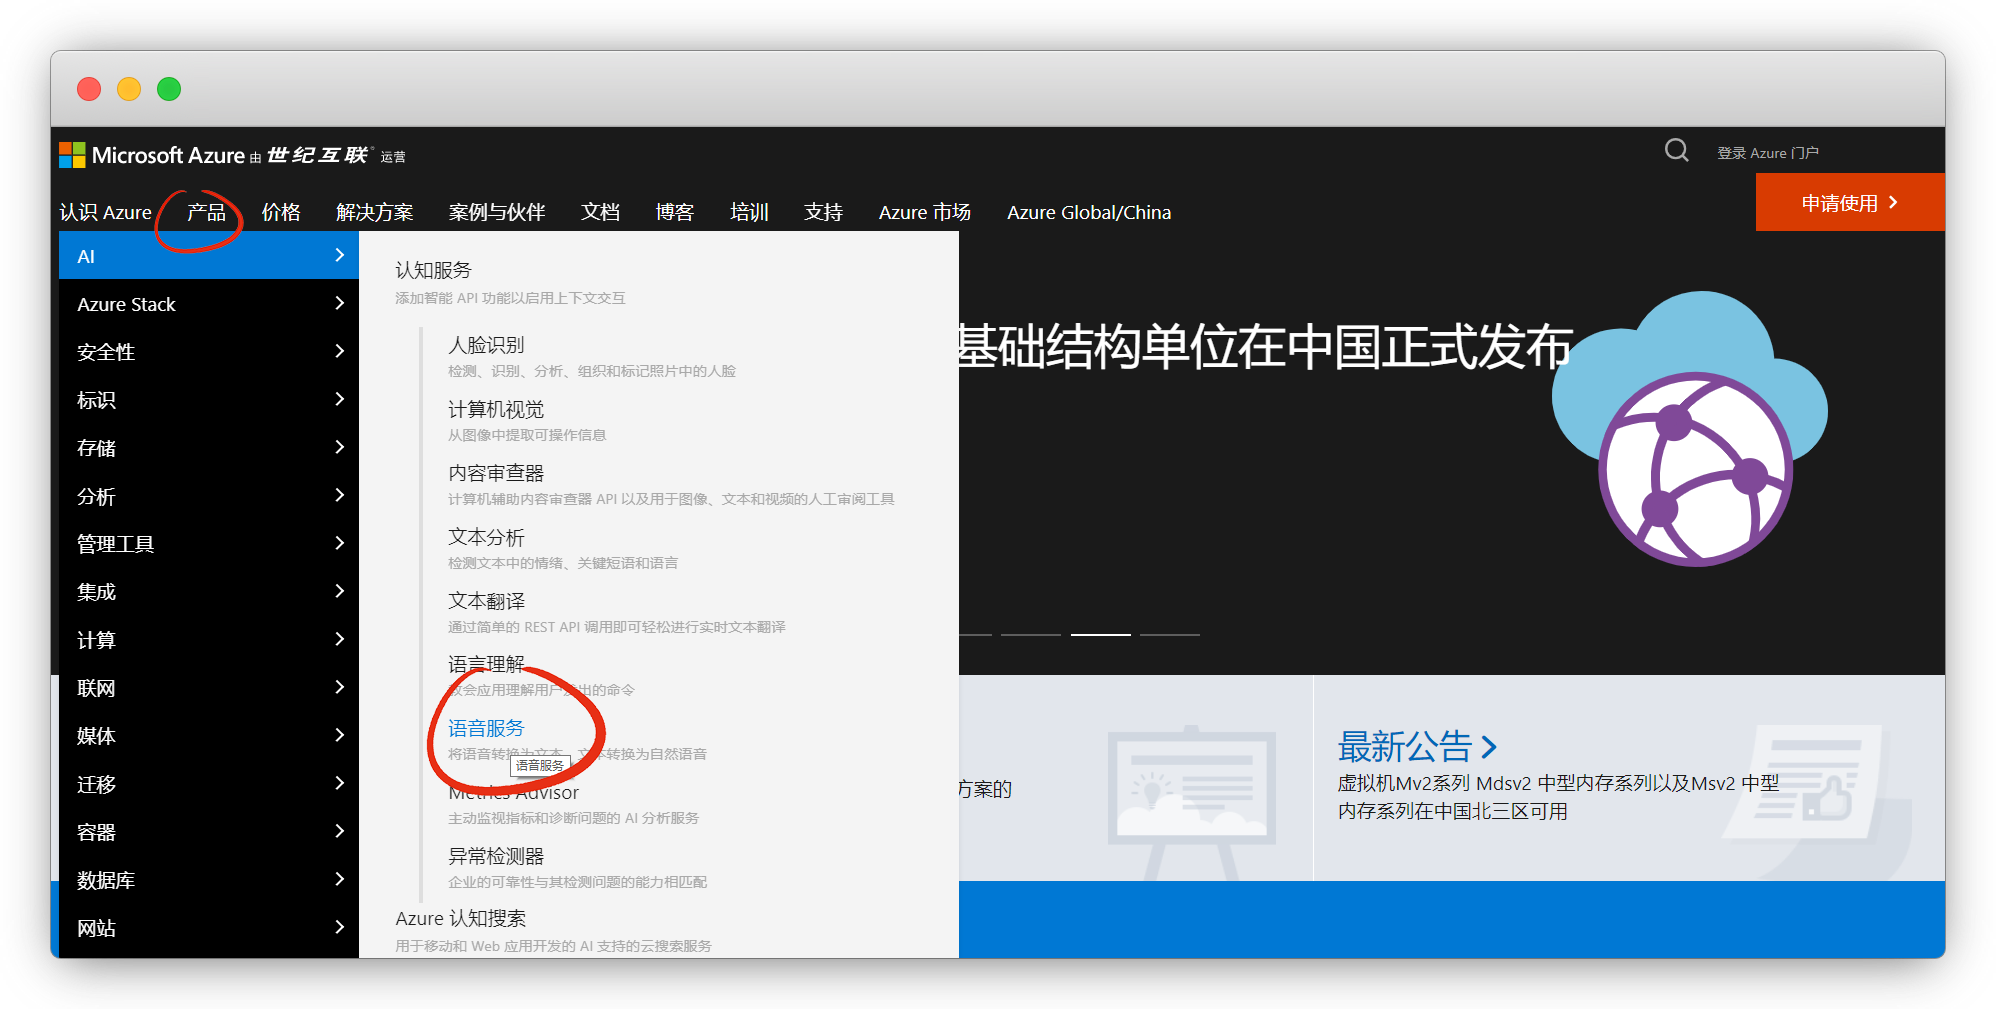 Microsoft Azure 由 世纪互联 运营
登录 Azure 门户
认识 Azure 产品 价格 解决方案 案例与伙伴 文档 博客 培训 支持 Azure 市场 Azure Global/China
申请使用
AI
Azure Stack
安全性
标识
存储
分析
管理工具
集成
计算
联网
媒体
迁移
容器
数据库
网站
认知服务
添加智能 API 功能以启用上下文交互
人脸识别
检测、识别、分析、组织和标记照片中的人脸
计算机视觉
从图像中提取可操作信息
内容审查器
计算机辅助内容审查器 API 以及用于图像、文本和视频的人工审阅工具
文本分析
检测文本中的情绪、关键短语和语言
文本翻译
通过简单的 REST API 调用即可轻松进行实时文本翻译
语言理解
教会应用理解用户发出的命令
语音服务
将语音转换为文本、文本转换为自然语音
语音服务
Metrics Advisor
主动监视指标和诊断问题的 AI 分析服务
异常检测器
企业的可靠性与其检测问题的能力相匹配
Azure 认知搜索
用于移动和 Web 应用开发的 AI 支持的云搜索服务
基础结构单位在中国正式发布
方案的
最新公告
虚拟机Mv2系列 Mdsv2 中型内存系列以及Msv2 中型
内存系列在中国北三区可用